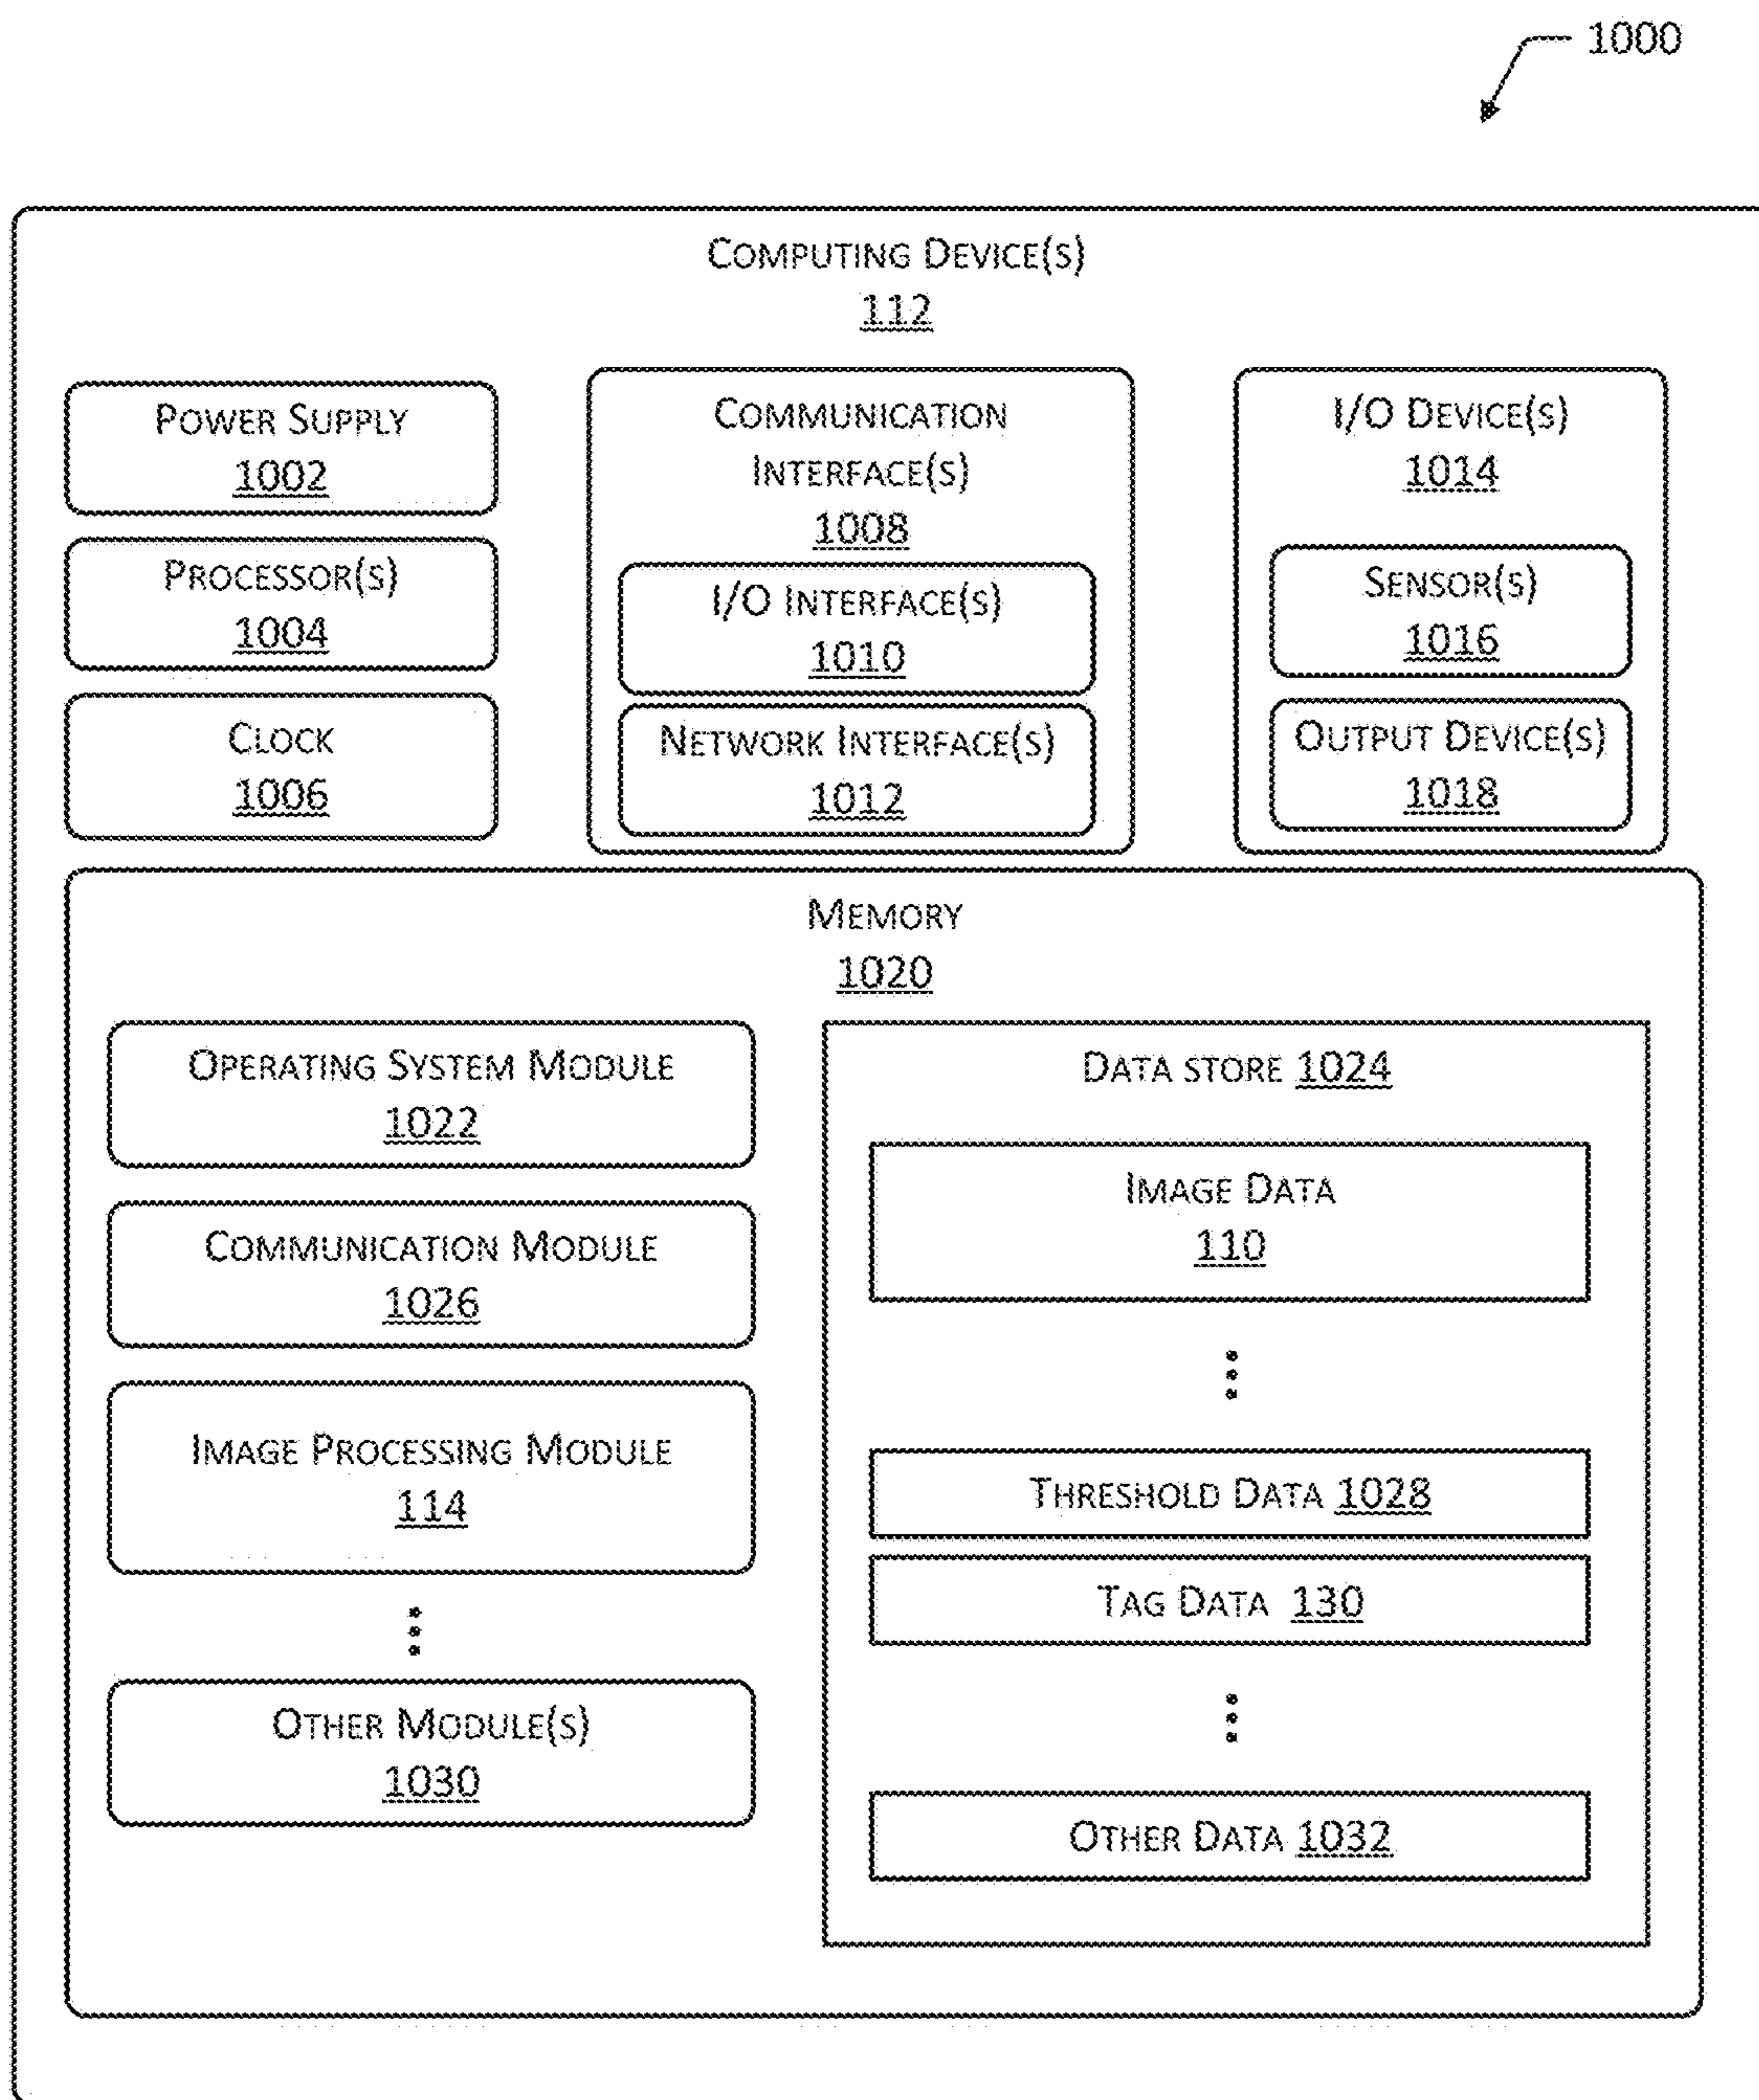 1000
COMPUTING DEVICE(S)
112
POWER SUPPLY
1002
PROCESSOR(S)
1004
CLOCK
1006
COMMUNICATION
INTERFACE(S)
1008
I/O INTERFACE(S)
1010
NETWORK INTERFACE(S)
1012
I/O DEVICE(S)
1014
SENSOR(S)
1016
OUTPUT DEVICE(S)
1018
MEMORY
1020
OPERATING SYSTEM MODULE
1022
COMMUNICATION MODULE
1026
IMAGE PROCESSING MODULE
114
OTHER MODULE(S)
1030
DATA STORE 1024
IMAGE DATA
110
THRESHOLD DATA 1028
TAG DATA 130
OTHER DATA 1032